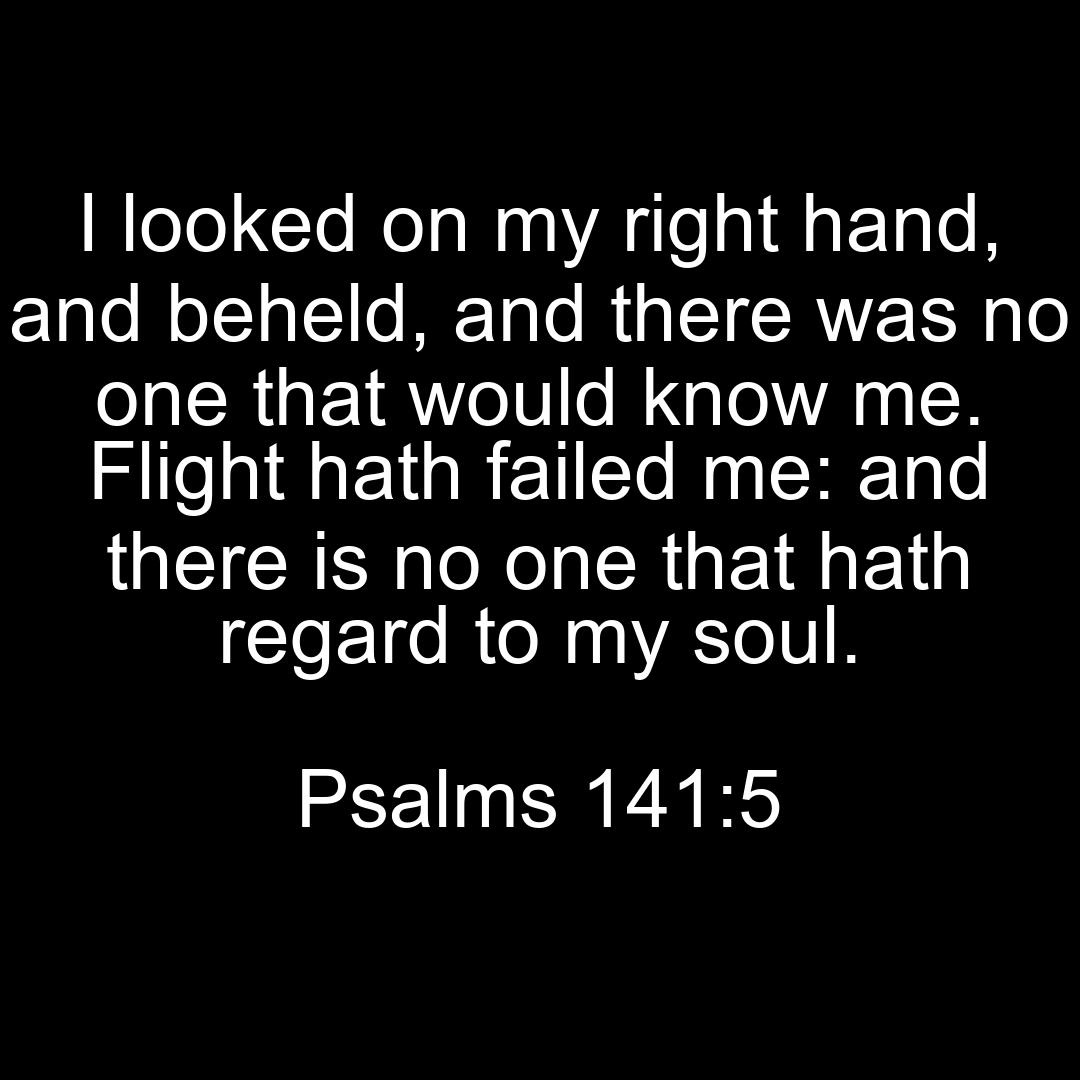 I looked on my right hand,
and beheld, and there was no
one that would know me.
Flight hath failed me: and
there is no one that hath
regard to my soul.
Psalms 141:5